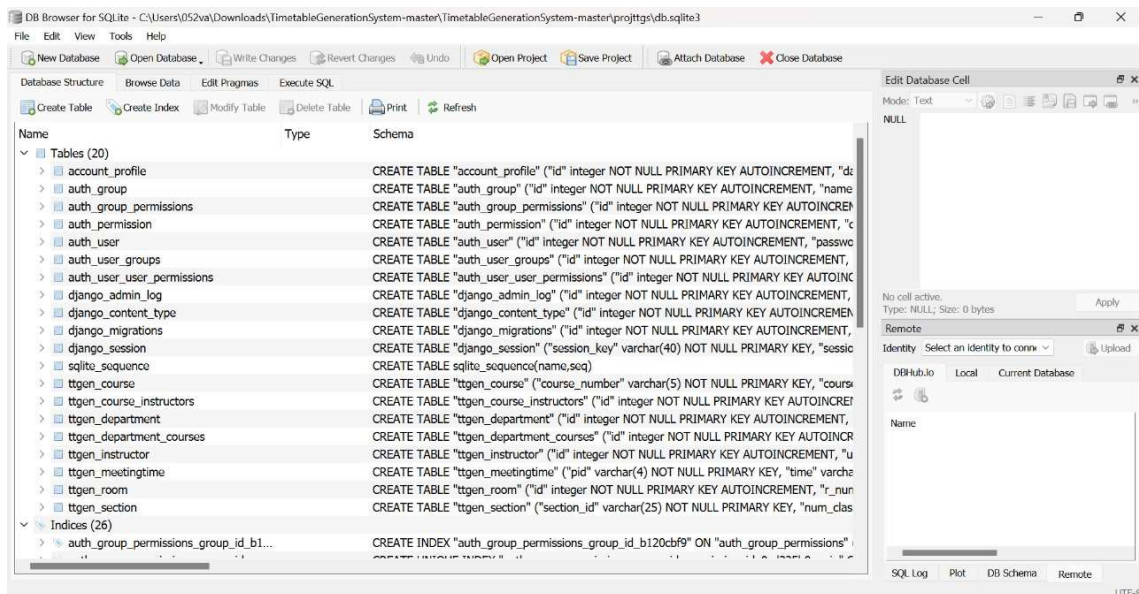 DB Browser for SQLite - C:\Users\052va\Downloads\TimetableGenerationSystem-master\TimetableGenerationSystem-master\projttgs\db.sqlite3
File Edit View Tools Help
New Database Open Database Write Changes Revert Changes Undo Open Project Save Project Attach Database Close Database
Database Structure Browse Data Edit Pragmas Execute SQL
Create Table Create Index Modify Table Delete Table Print Refresh
Name Type Schema
Tables (20)
account_profile CREATE TABLE "account_profile" ("id" integer NOT NULL PRIMARY KEY AUTOINCREMENT, "da
auth_group CREATE TABLE "auth_group" ("id" integer NOT NULL PRIMARY KEY AUTOINCREMENT, "name
auth_group_permissions CREATE TABLE "auth_group_permissions" ("id" integer NOT NULL PRIMARY KEY AUTOINCREM
auth_permission CREATE TABLE "auth_permission" ("id" integer NOT NULL PRIMARY KEY AUTOINCREMENT, "c
auth_user CREATE TABLE "auth_user" ("id" integer NOT NULL PRIMARY KEY AUTOINCREMENT, "passwo
auth_user_groups CREATE TABLE "auth_user_groups" ("id" integer NOT NULL PRIMARY KEY AUTOINCREMENT,
auth_user_user_permissions CREATE TABLE "auth_user_user_permissions" ("id" integer NOT NULL PRIMARY KEY AUTOINC
django_admin_log CREATE TABLE "django_admin_log" ("id" integer NOT NULL PRIMARY KEY AUTOINCREMENT,
django_content_type CREATE TABLE "django_content_type" ("id" integer NOT NULL PRIMARY KEY AUTOINCREMEN
django_migrations CREATE TABLE "django_migrations" ("id" integer NOT NULL PRIMARY KEY AUTOINCREMENT,
django_session CREATE TABLE "django_session" ("session_key" varchar(40) NOT NULL PRIMARY KEY, "sessio
sqlite_sequence CREATE TABLE sqlite_sequence(name,seq)
ttgen_course CREATE TABLE "ttgen_course" ("course_number" varchar(5) NOT NULL PRIMARY KEY, "course
ttgen_course_instructors CREATE TABLE "ttgen_course_instructors" ("id" integer NOT NULL PRIMARY KEY AUTOINCREM
ttgen_department CREATE TABLE "ttgen_department" ("id" integer NOT NULL PRIMARY KEY AUTOINCREMENT,
ttgen_department_courses CREATE TABLE "ttgen_department_courses" ("id" integer NOT NULL PRIMARY KEY AUTOINCR
ttgen_instructor CREATE TABLE "ttgen_instructor" ("id" integer NOT NULL PRIMARY KEY AUTOINCREMENT, "u
ttgen_meetingtime CREATE TABLE "ttgen_meetingtime" ("pid" varchar(4) NOT NULL PRIMARY KEY, "time" varcha
ttgen_room CREATE TABLE "ttgen_room" ("id" integer NOT NULL PRIMARY KEY AUTOINCREMENT, "r_num
ttgen_section CREATE TABLE "ttgen_section" ("section_id" varchar(25) NOT NULL PRIMARY KEY, "num_clas
Indices (26)
auth_group_permissions_group_id_b1... CREATE INDEX "auth_group_permissions_group_id_b120cbf9" ON "auth_group_permissions"
Edit Database Cell
Mode: Text
NULL
No cell active.
Type: NULL; Size: 0 bytes
Apply
Remote
Identity Select an identity to conn Upload
DBHub.io Local Current Database
Name
SQL Log Plot DB Schema Remote